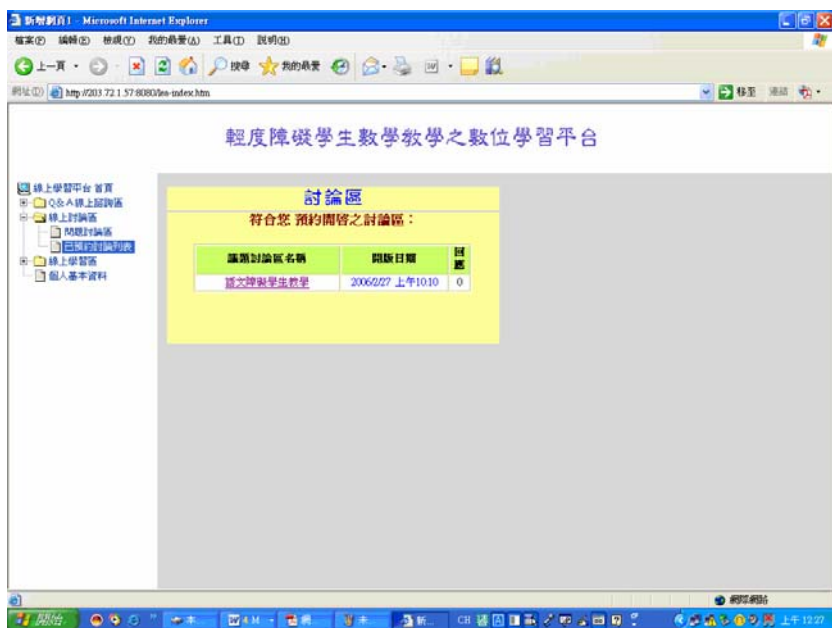 新增網頁1 - Microsoft Internet Explorer
檔案(F) 編輯(E) 檢視(V) 我的最愛(A) 工具(T) 說明(H)
上一頁 搜尋 我的最愛
網址(D) http://203.72.1.57:8080/lea-index.htm 移至 連結
輕度障礙學生數學教學之數位學習平台
線上學習平台 首頁
Q&A線上諮詢區
線上討論區
問題討論區
已預約討論列表
線上學習區
個人基本資料
討論區
符合您 預約開啓之討論區：
議題討論區名稱 開版日期 回應
語文障礙學生教學 2006/2/27 上午10:10 0
網際網路
開始 CH 上午 12:27